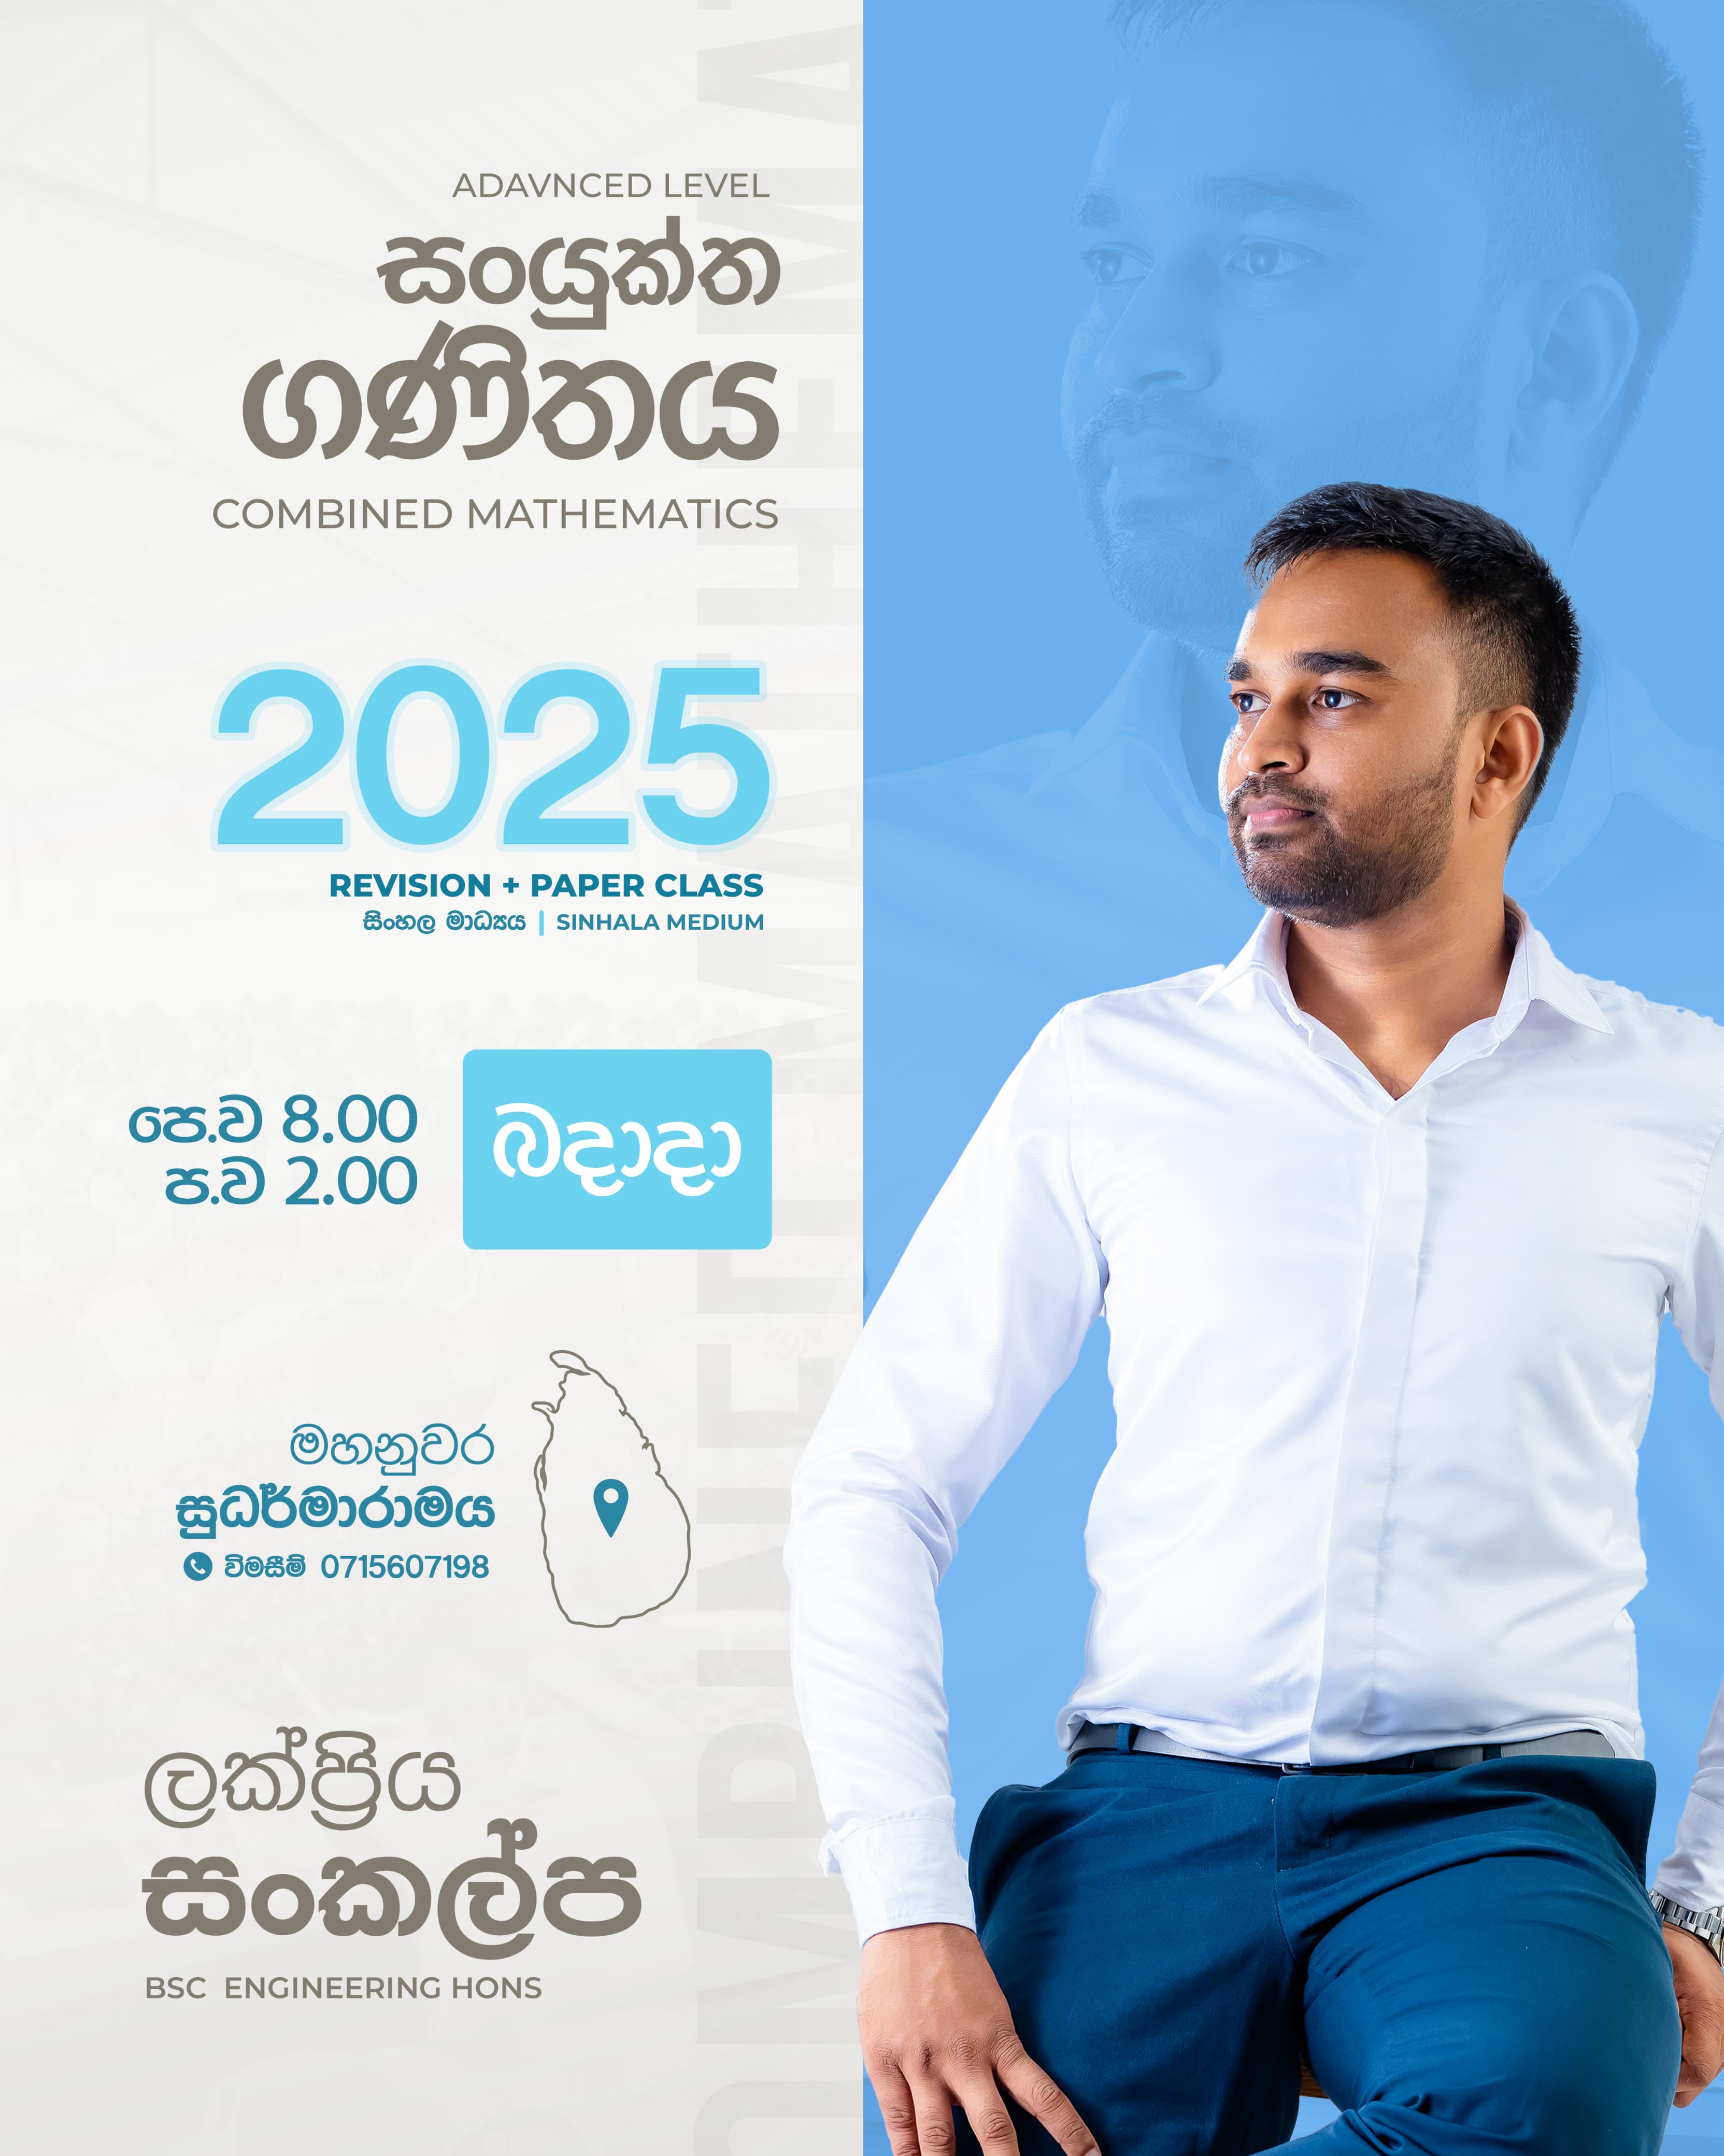 ADAVNCED LEVEL
සංයුක්ත
ගණිතය
COMBINED MATHEMATICS
2025
REVISION + PAPER CLASS
සිංහල මාධ්‍යය | SINHALA MEDIUM
පෙ.ව 8.00
ප.ව 2.00
බදාදා
මහනුවර
සුධර්මාරාමය
විමසීම් 0715607198
ලක්ප්‍රිය
සංකල්ප
BSC ENGINEERING HONS